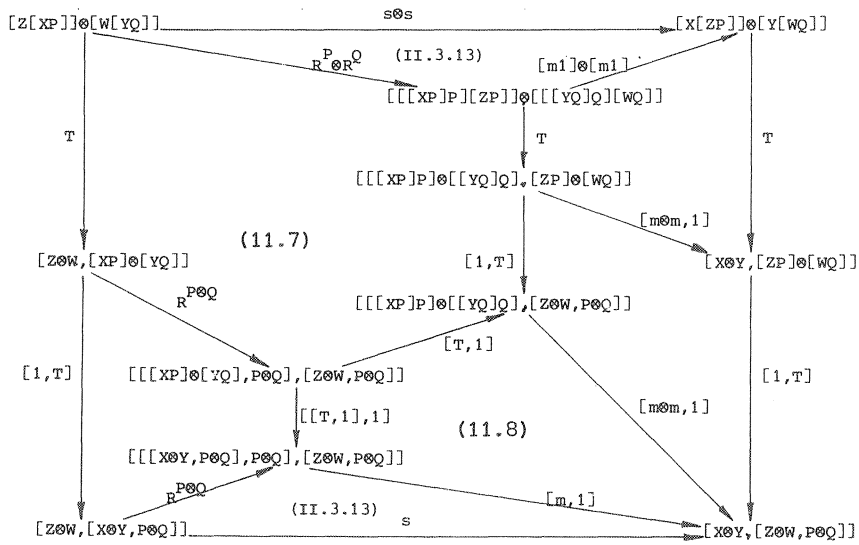 s⊗s
[Z[XP]]⊗[W[YQ]] [X[ZP]]⊗[Y[WQ]]
R^P⊗R^Q (II.3.13) [m1]⊗[m1]
[[[XP]P][ZP]]⊗[[[YQ]Q][WQ]]
T T T
[[[XP]P]⊗[[YQ]Q],[ZP]⊗[WQ]]
(11.7) [m⊗m,1]
[Z⊗W,[XP]⊗[YQ]] [1,T] [X⊗Y,[ZP]⊗[WQ]]
R^P⊗Q
[[[XP]P]⊗[[YQ]Q],[Z⊗W,P⊗Q]]
[T,1]
[1,T] [[[XP]⊗[YQ],P⊗Q],[Z⊗W,P⊗Q]] [1,T]
[[T,1],1] [m⊗m,1]
(11.8)
[[[X⊗Y,P⊗Q],P⊗Q],[Z⊗W,P⊗Q]]
R^P⊗Q [m,1]
(II.3.13) s
[Z⊗W,[X⊗Y,P⊗Q]] [X⊗Y,[Z⊗W,P⊗Q]]